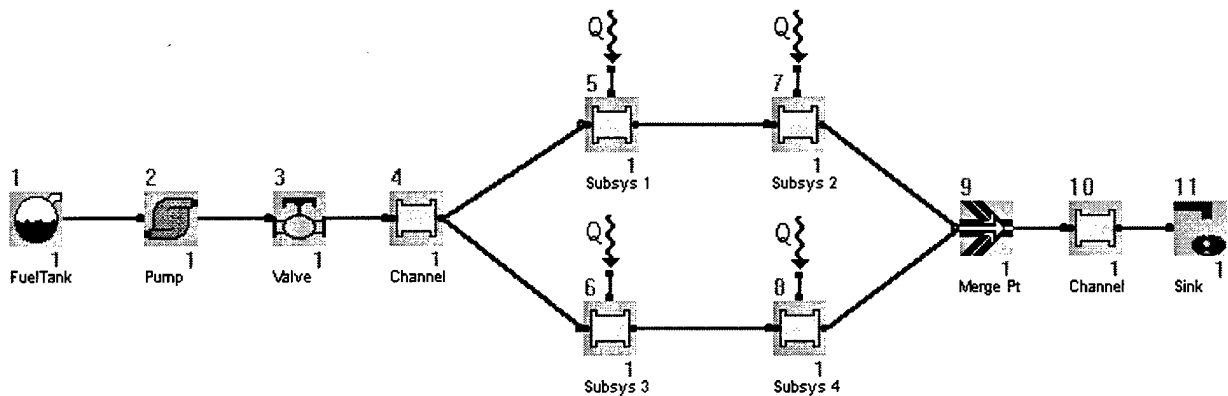 Q
Q
5
7
1
1
Subsys 1
Subsys 2
1
2
3
4
9
10
11
1
1
1
1
1
1
1
FuelTank
Pump
Valve
Channel
Merge Pt
Channel
Sink
Q
Q
6
8
1
1
Subsys 3
Subsys 4